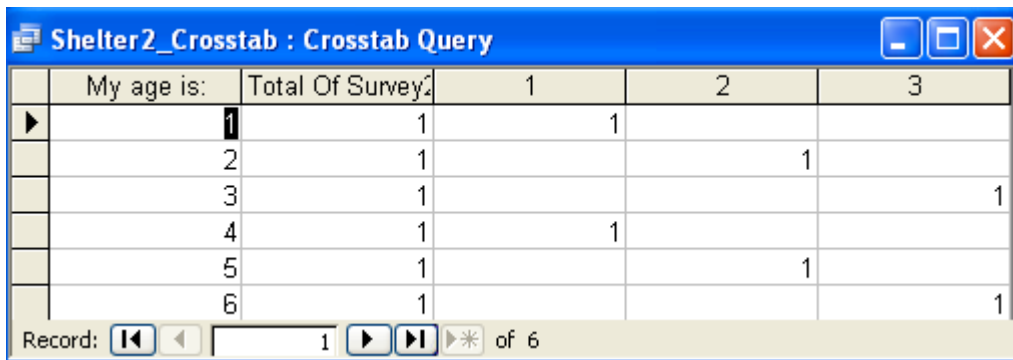 Shelter2_Crosstab : Crosstab Query
My age is: Total Of Survey2 1 2 3
1 1 1
2 1 1
3 1 1
4 1 1
5 1 1
6 1 1
Record: 1 of 6